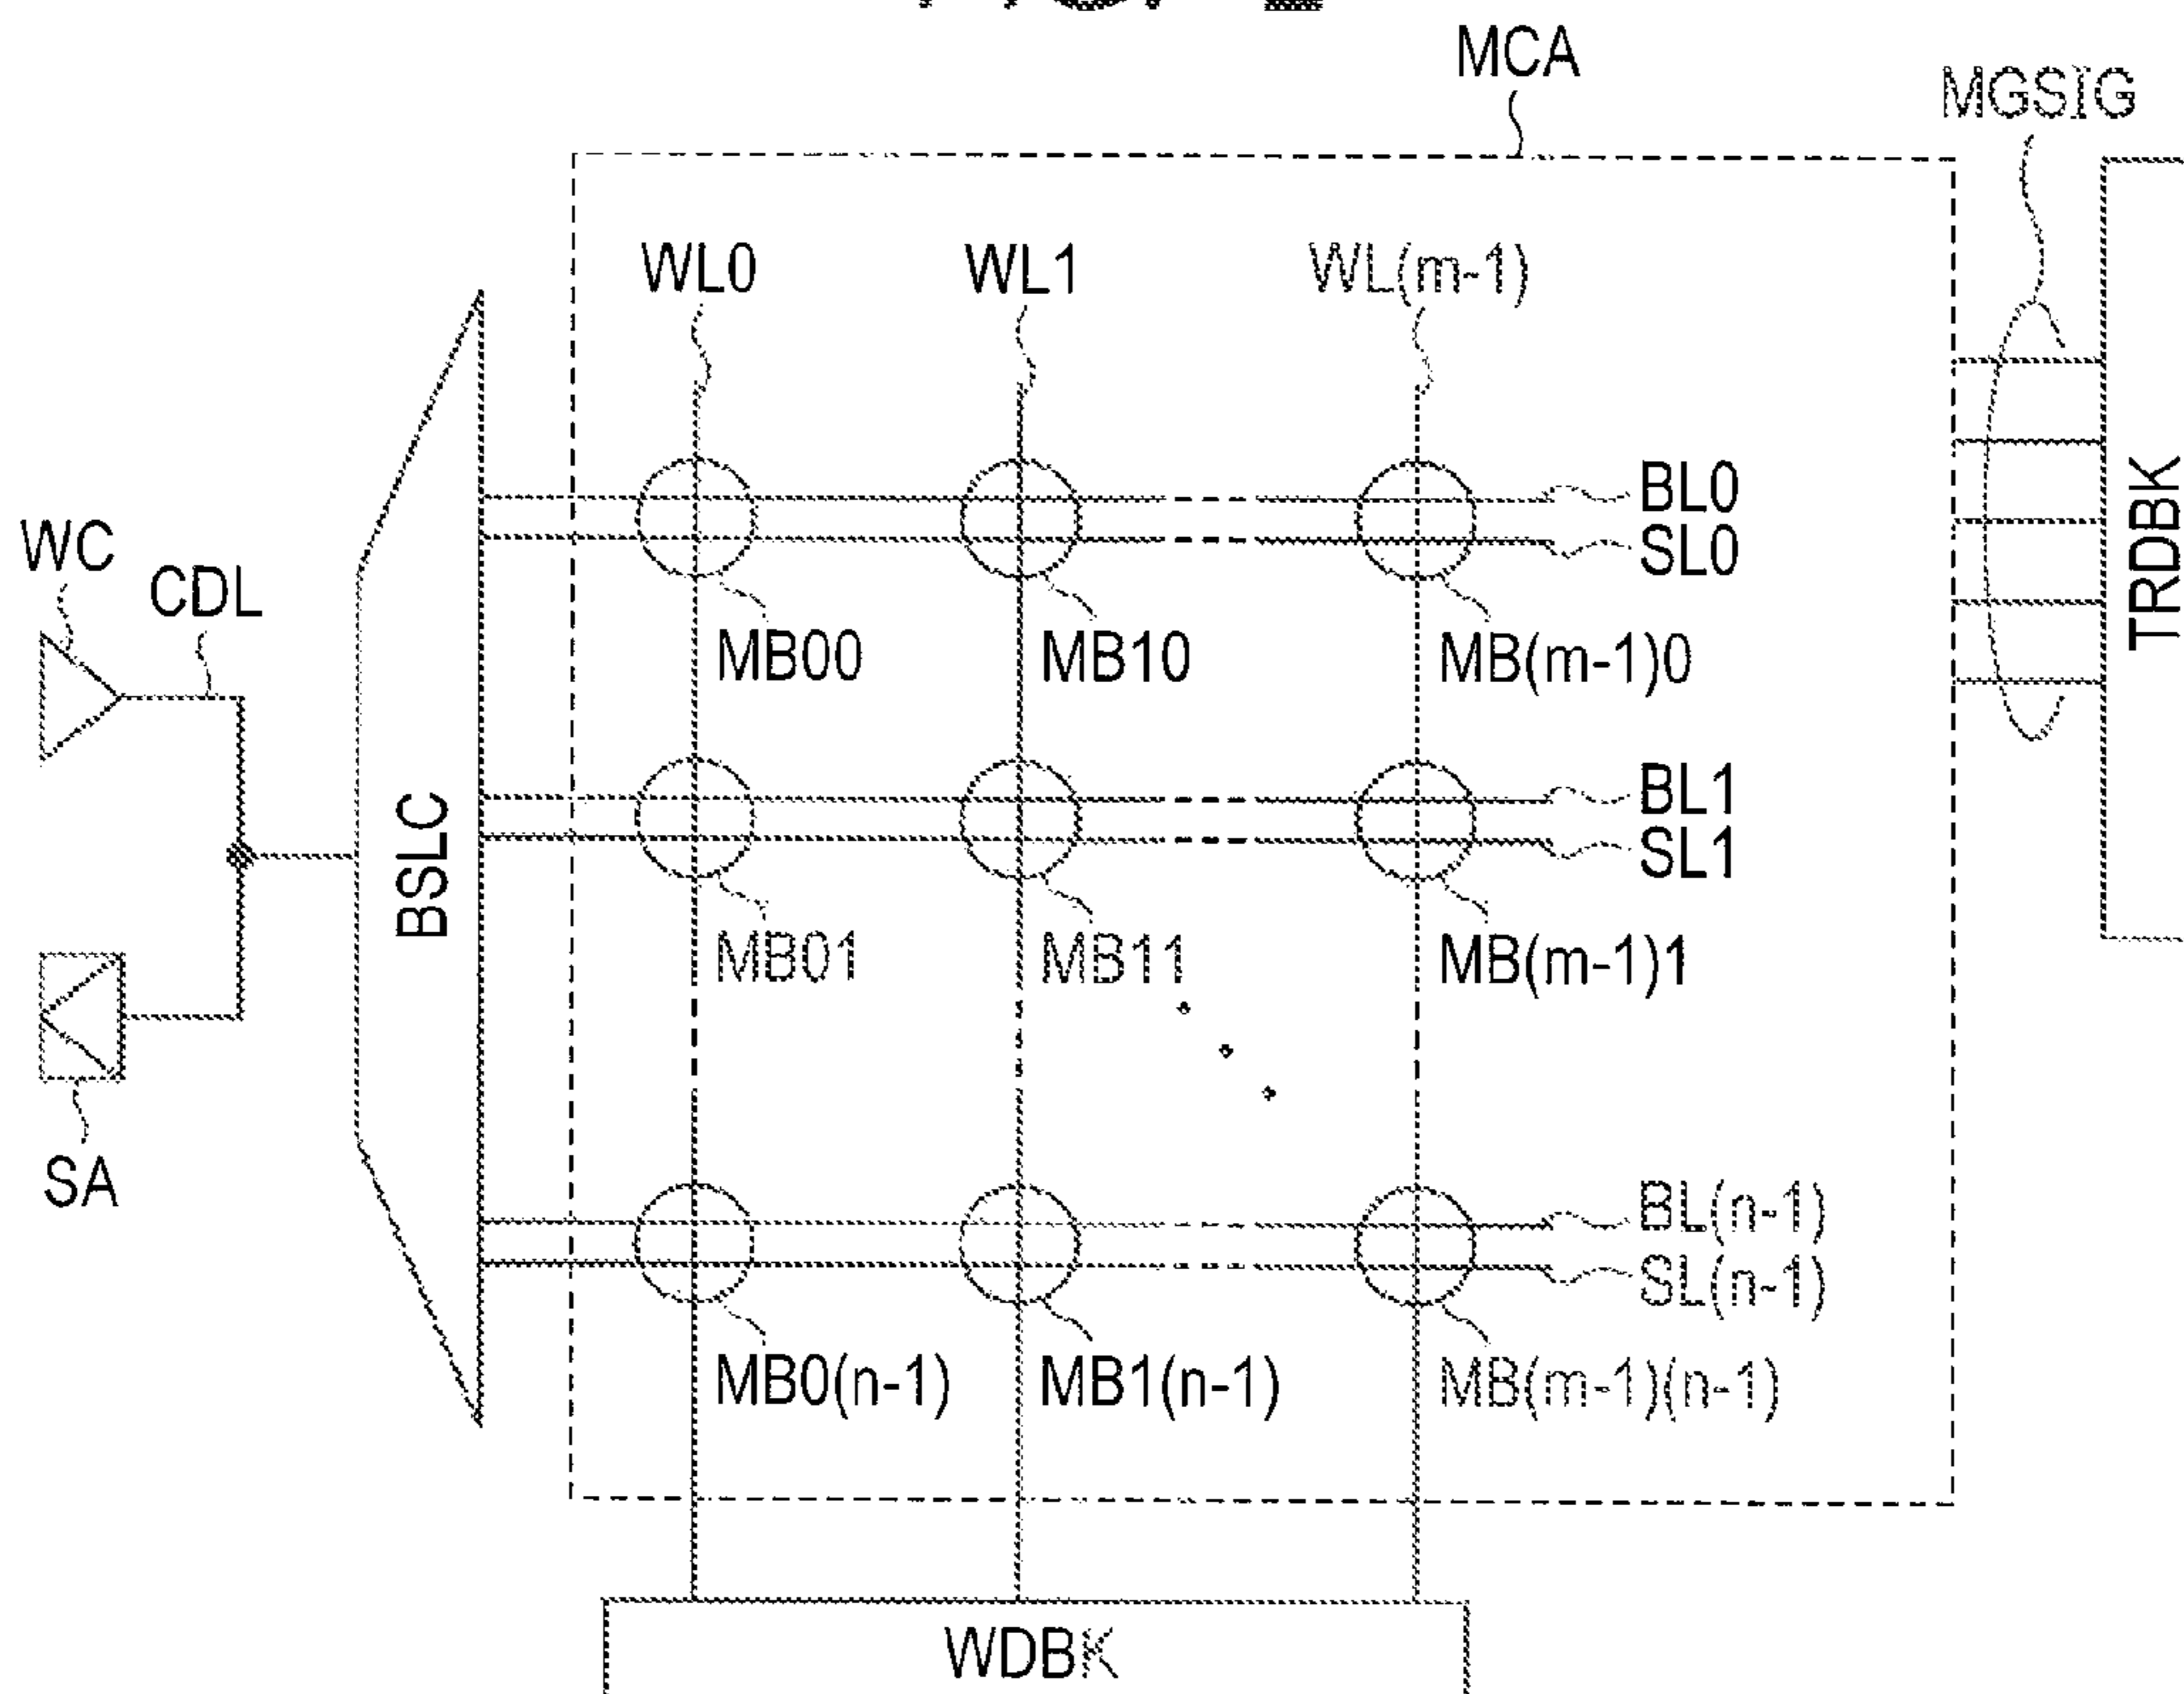 MCA
MGSIG
WL0 WL1 WL(m-1)
BL0
SL0
WC
CDL
MB00 MB10 MB(m-1)0
TRDBK
BL1
SL1
BSLC
MB01 MB11 MB(m-1)1
SA
BL(n-1)
SL(n-1)
MB0(n-1) MB1(n-1) MB(m-1)(n-1)
WDBK